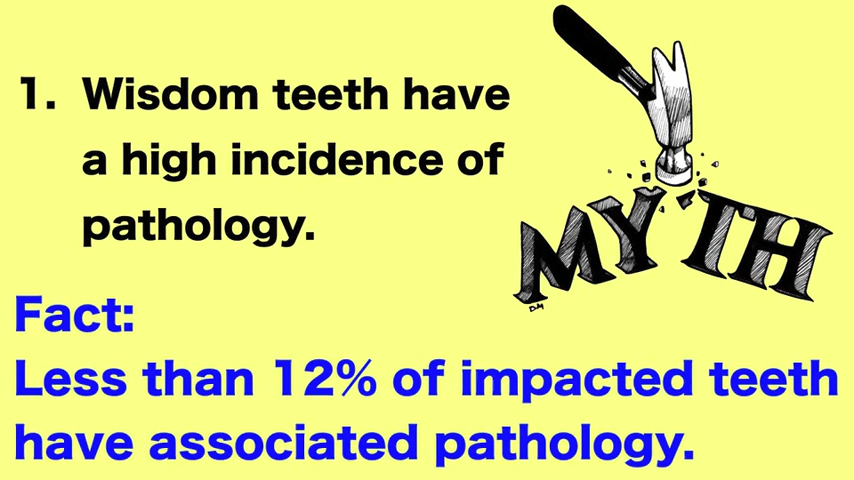 1. Wisdom teeth have
a high incidence of
pathology.
MYTH
Fact:
Less than 12% of impacted teeth
have associated pathology.